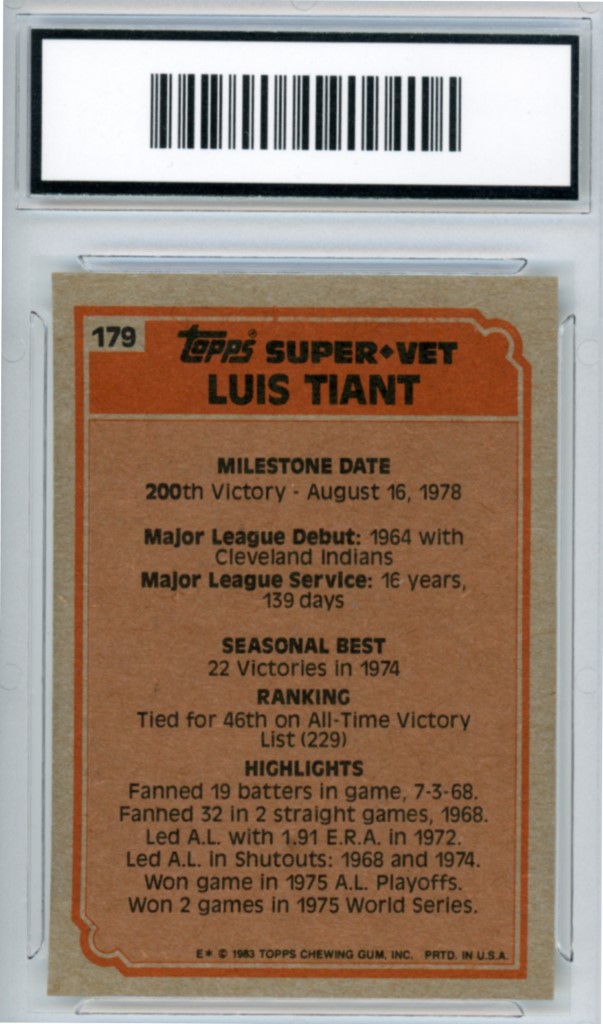 179
Topps SUPER◆VET
LUIS TIANT
MILESTONE DATE
200th Victory - August 16, 1978
Major League Debut: 1964 with
Cleveland Indians
Major League Service: 16 years,
139 days
SEASONAL BEST
22 Victories in 1974
RANKING
Tied for 46th on All-Time Victory
List (229)
HIGHLIGHTS
Fanned 19 batters in game, 7-3-68.
Fanned 32 in 2 straight games, 1968.
Led A.L. with 1.91 E.R.A. in 1972.
Led A.L. in Shutouts: 1968 and 1974.
Won game in 1975 A.L. Playoffs.
Won 2 games in 1975 World Series.
E* © 1983 TOPPS CHEWING GUM, INC. PRTD. IN U.S.A.